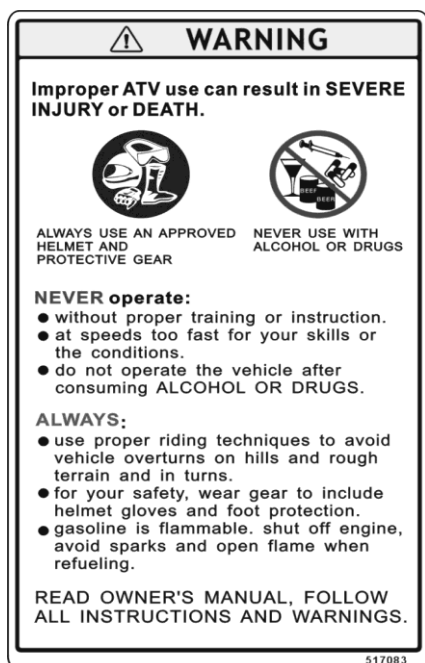 WARNING
Improper ATV use can result in SEVERE
INJURY or DEATH.
BEER
BEER
ALWAYS USE AN APPROVED
HELMET AND
PROTECTIVE GEAR
NEVER USE WITH
ALCOHOL OR DRUGS
NEVER operate:
● without proper training or instruction.
● at speeds too fast for your skills or
the conditions.
● do not operate the vehicle after
consuming ALCOHOL OR DRUGS.
ALWAYS:
● use proper riding techniques to avoid
vehicle overturns on hills and rough
terrain and in turns.
● for your safety, wear gear to include
helmet gloves and foot protection.
● gasoline is flammable. shut off engine,
avoid sparks and open flame when
refueling.
READ OWNER'S MANUAL, FOLLOW
ALL INSTRUCTIONS AND WARNINGS.
517083